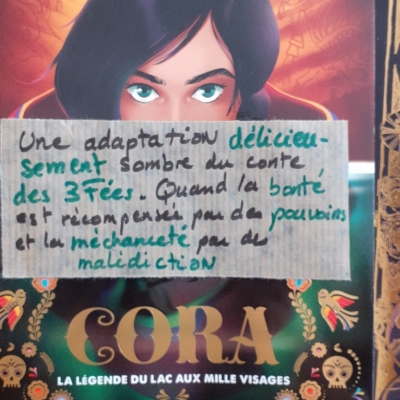 Une adaptation délicieu-
sement sombre du conte
des 3 Fées. Quand la bonté
est récompensée par des pouvoirs
et la méchanceté par des
malédiction
CORA
LA LÉGENDE DU LAC AUX MILLE VISAGES